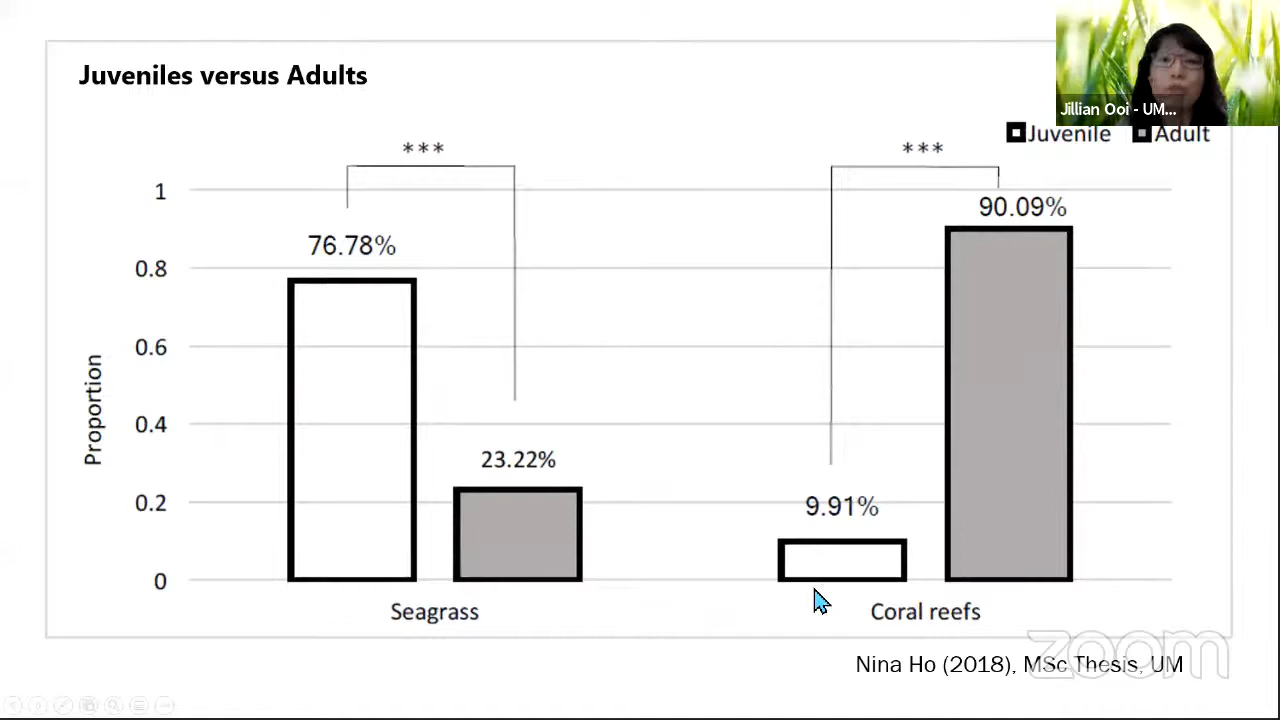 Juveniles versus Adults
Jillian Ooi - UM...
Juvenile Adult
*** ***
1
90.09%
76.78%
0.8
0.6
Proportion
0.4
23.22%
0.2
9.91%
0
Seagrass Coral reefs
zoom
Nina Ho (2018), MSc Thesis, UM